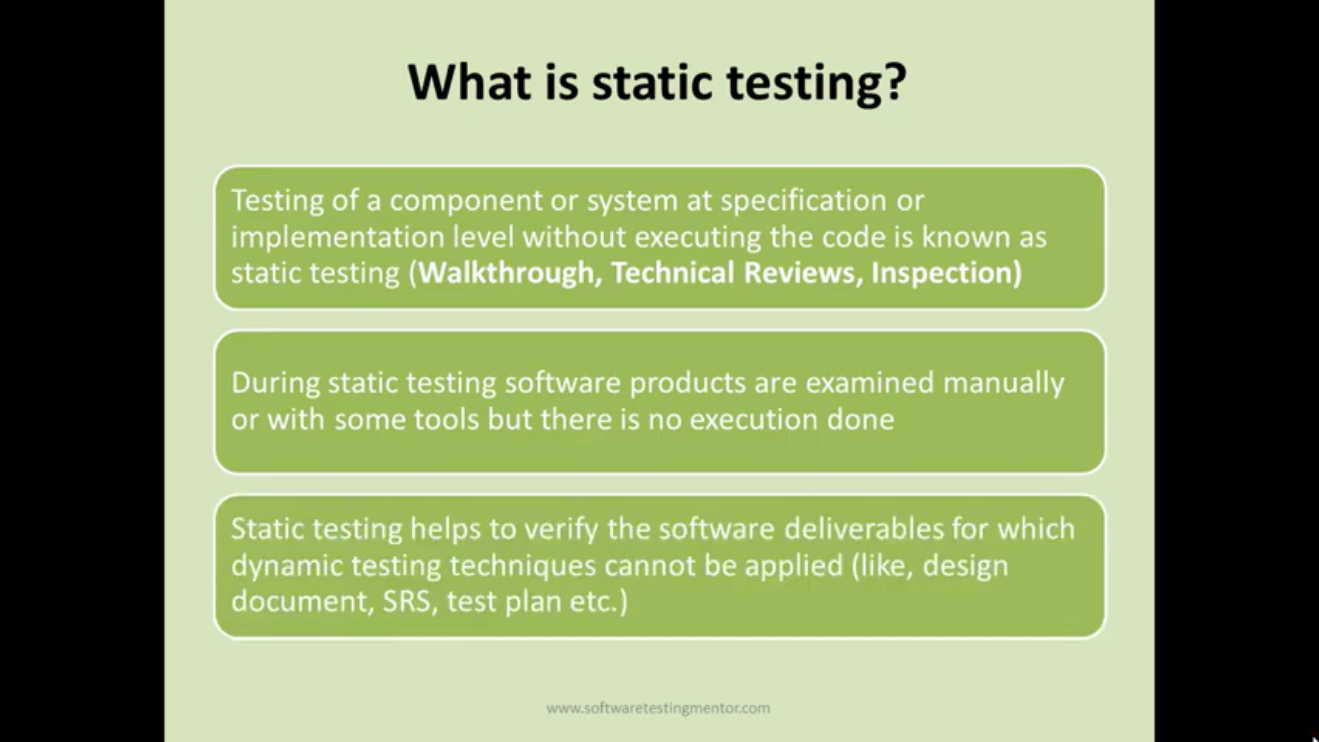 What is static testing?
Testing of a component or system at specification or
implementation level without executing the code is known as
static testing (Walkthrough, Technical Reviews, Inspection)
During static testing software products are examined manually
or with some tools but there is no execution done
Static testing helps to verify the software deliverables for which
dynamic testing techniques cannot be applied (like, design
document, SRS, test plan etc.)
www.softwaretestingmentor.com